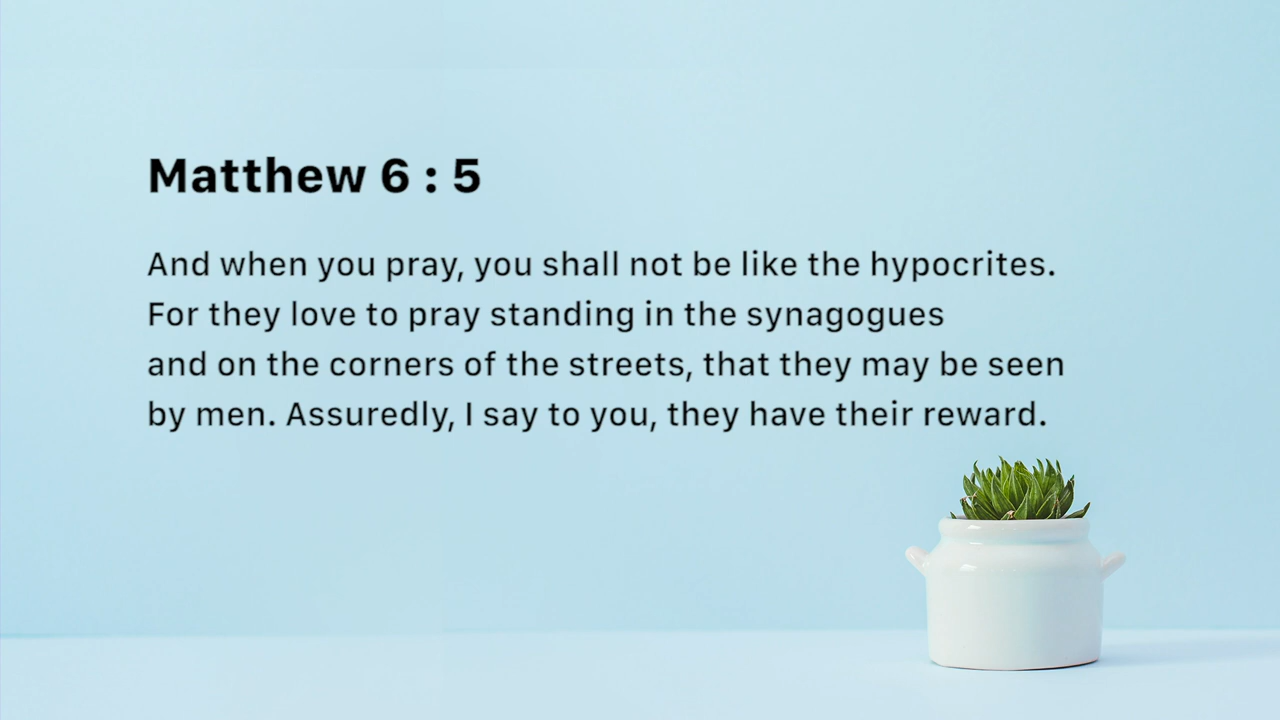 Matthew 6 : 5
And when you pray, you shall not be like the hypocrites.
For they love to pray standing in the synagogues
and on the corners of the streets, that they may be seen
by men. Assuredly, I say to you, they have their reward.